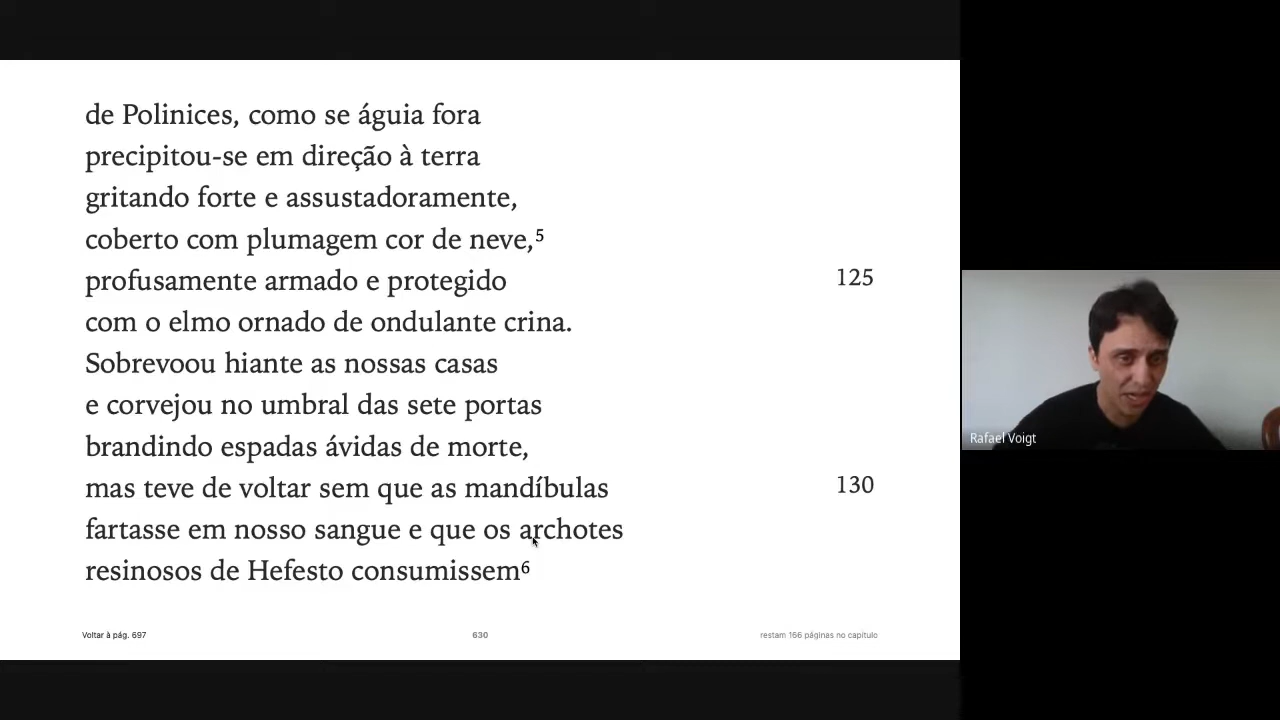 de Polinices, como se águia fora
precipitou-se em direção à terra
gritando forte e assustadoramente,
coberto com plumagem cor de neve,⁵
profusamente armado e protegido 125
com o elmo ornado de ondulante crina.
Sobrevoou hiante as nossas casas
e corvejou no umbral das sete portas
brandindo espadas ávidas de morte,
mas teve de voltar sem que as mandíbulas 130
fartasse em nosso sangue e que os archotes
resinosos de Hefesto consumissem⁶
Voltar à pág. 697 630 restam 166 páginas no capítulo
Rafael Voigt